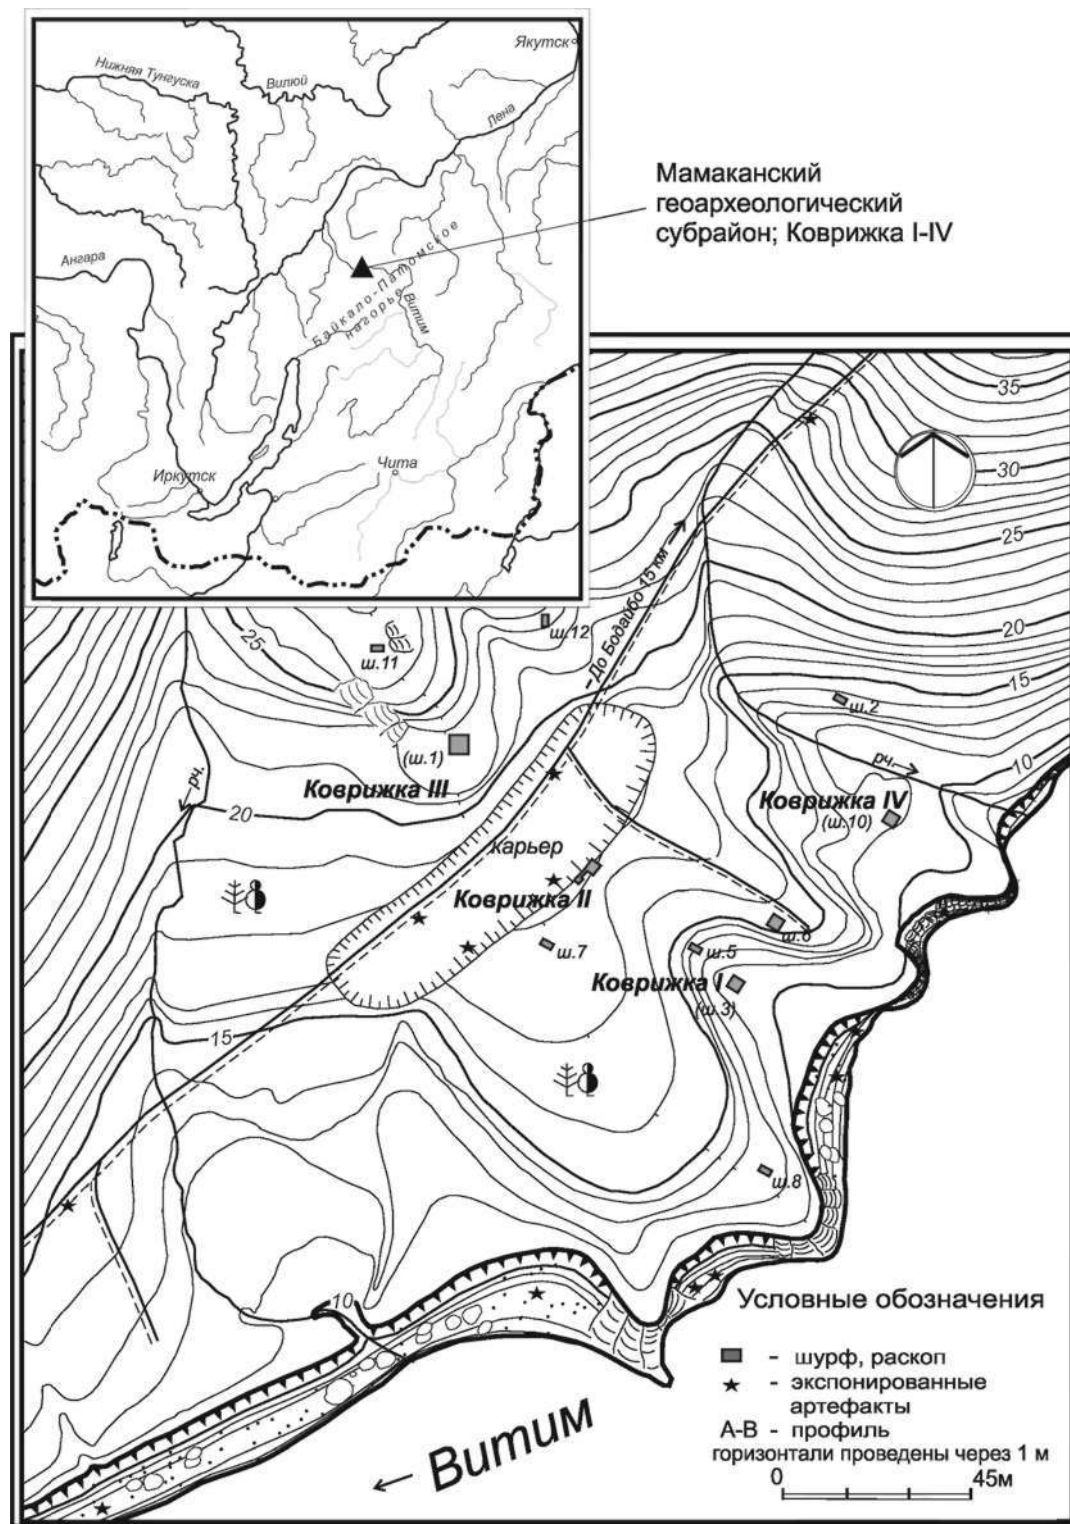 Якутск
Нижняя Тунгуска
Вилюй
Лена
Мамаканский
геоархеологический
субрайон; Коврижка I-IV
Ангара
Байкало-Патомское
нагорье
Витим
Иркутск
Чита
35
30
25
20
15
10
До Бодайбо 15 км
ш.12
25
ш.11
ш.2
(ш.1)
Коврижка III
рч.
рч.
20
Коврижка IV
(ш.10)
карьер
Коврижка II
ш.6
ш.7
ш.5
Коврижка I
(ш.3)
15
ш.8
10
Условные обозначения
- шурф, раскоп
- экспонированные
артефакты
А-В - профиль
горизонтали проведены через 1 м
0 45м
Витим